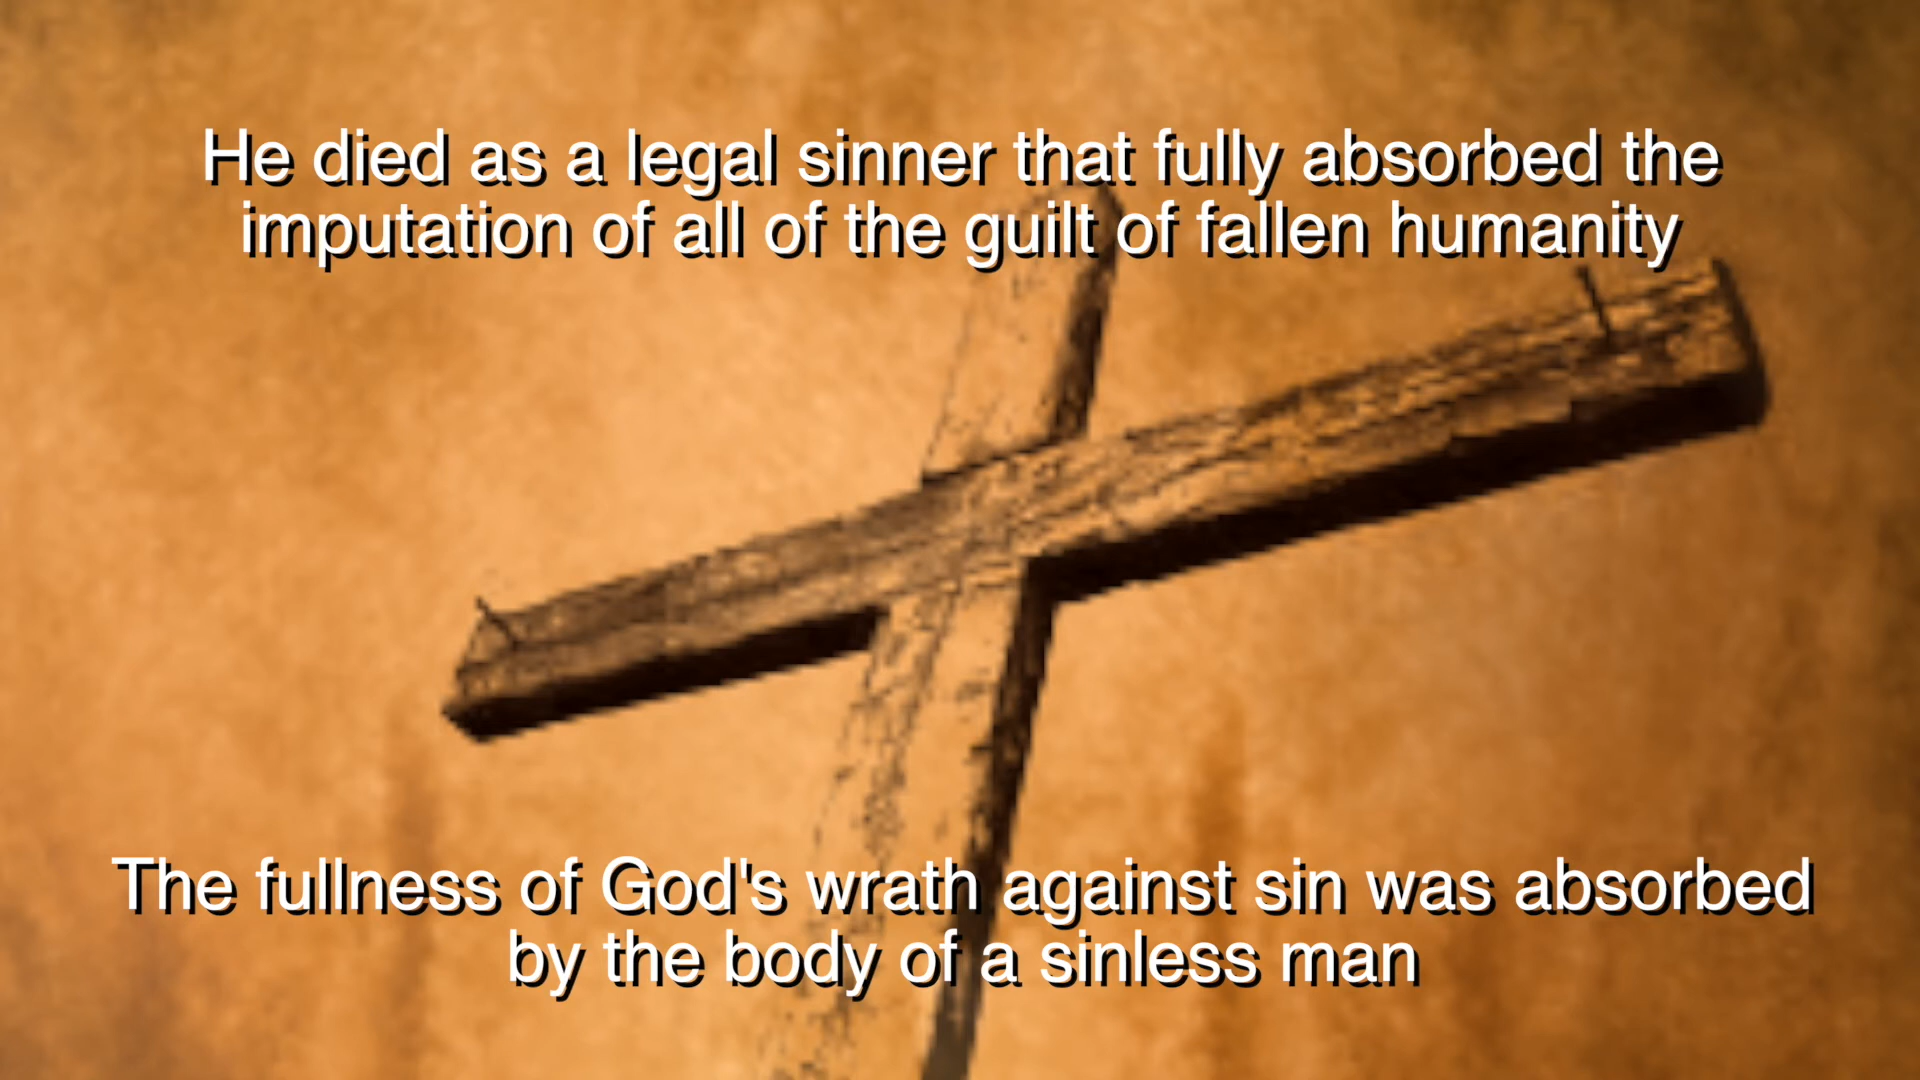 He died as a legal sinner that fully absorbed the
imputation of all of the guilt of fallen humanity
The fullness of God's wrath against sin was absorbed
by the body of a sinless man